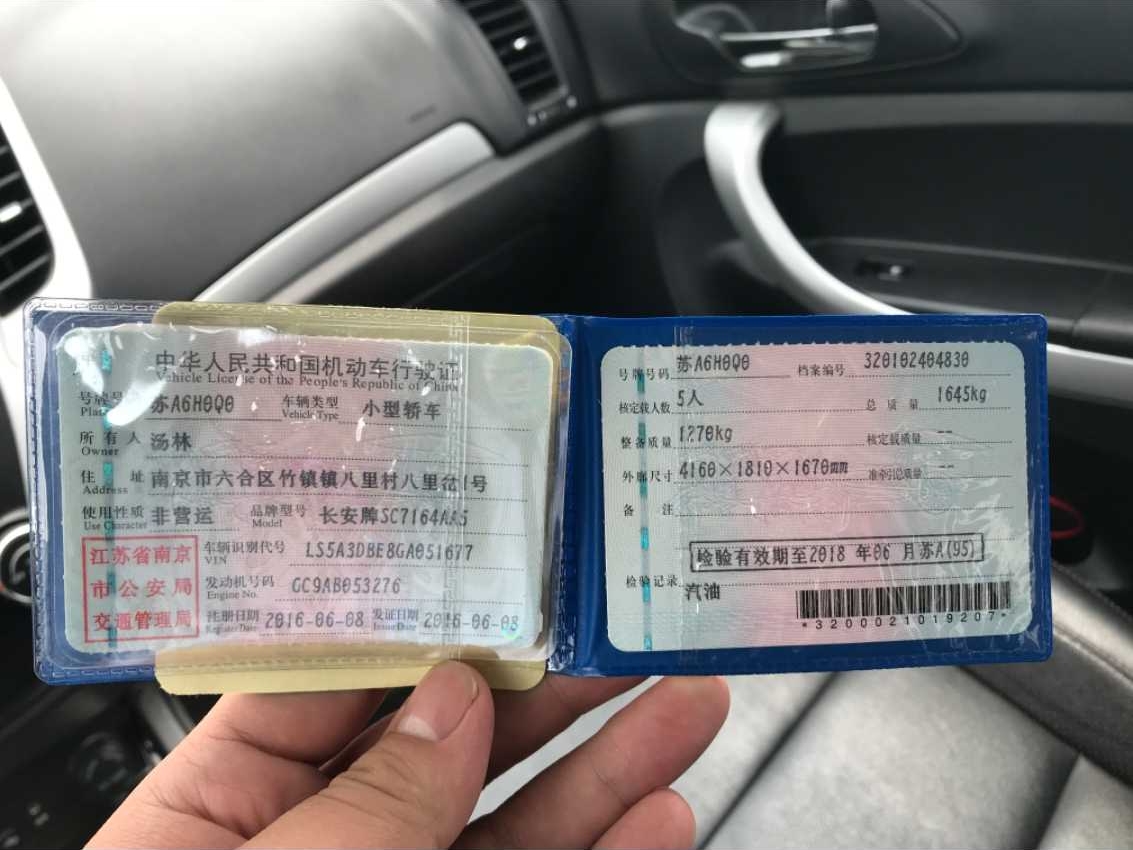 中华人民共和国机动车行驶证
Vehicle License of the People's Republic of China
号牌号码 苏A6H0Q0 车辆类型 小型轿车
Plate Vehicle Type
所有人 汤林
Owner
住址 南京市六合区竹镇镇八里村八里岔1号
Address
使用性质 非营运 品牌型号 长安牌SC7164AA5
Use Character Model
江苏省南京
市公安局
交通管理局
车辆识别代号 LS5A3DBE8GA051677
VIN
发动机号码 GC9AB053276
Engine No.
注册日期 2016-06-08 发证日期 2016-06-08
Register Date Issue Date
号牌号码 苏A6H0Q0 档案编号 320102404830
核定载人数 5人 总质量 1645kg
整备质量 1270kg 核定载质量 --
外廓尺寸 4160×1810×1670mm 准牵引总质量 --
备注
检验有效期至2018 年06 月苏A(95)
检验记录
汽油
*3200021019207*